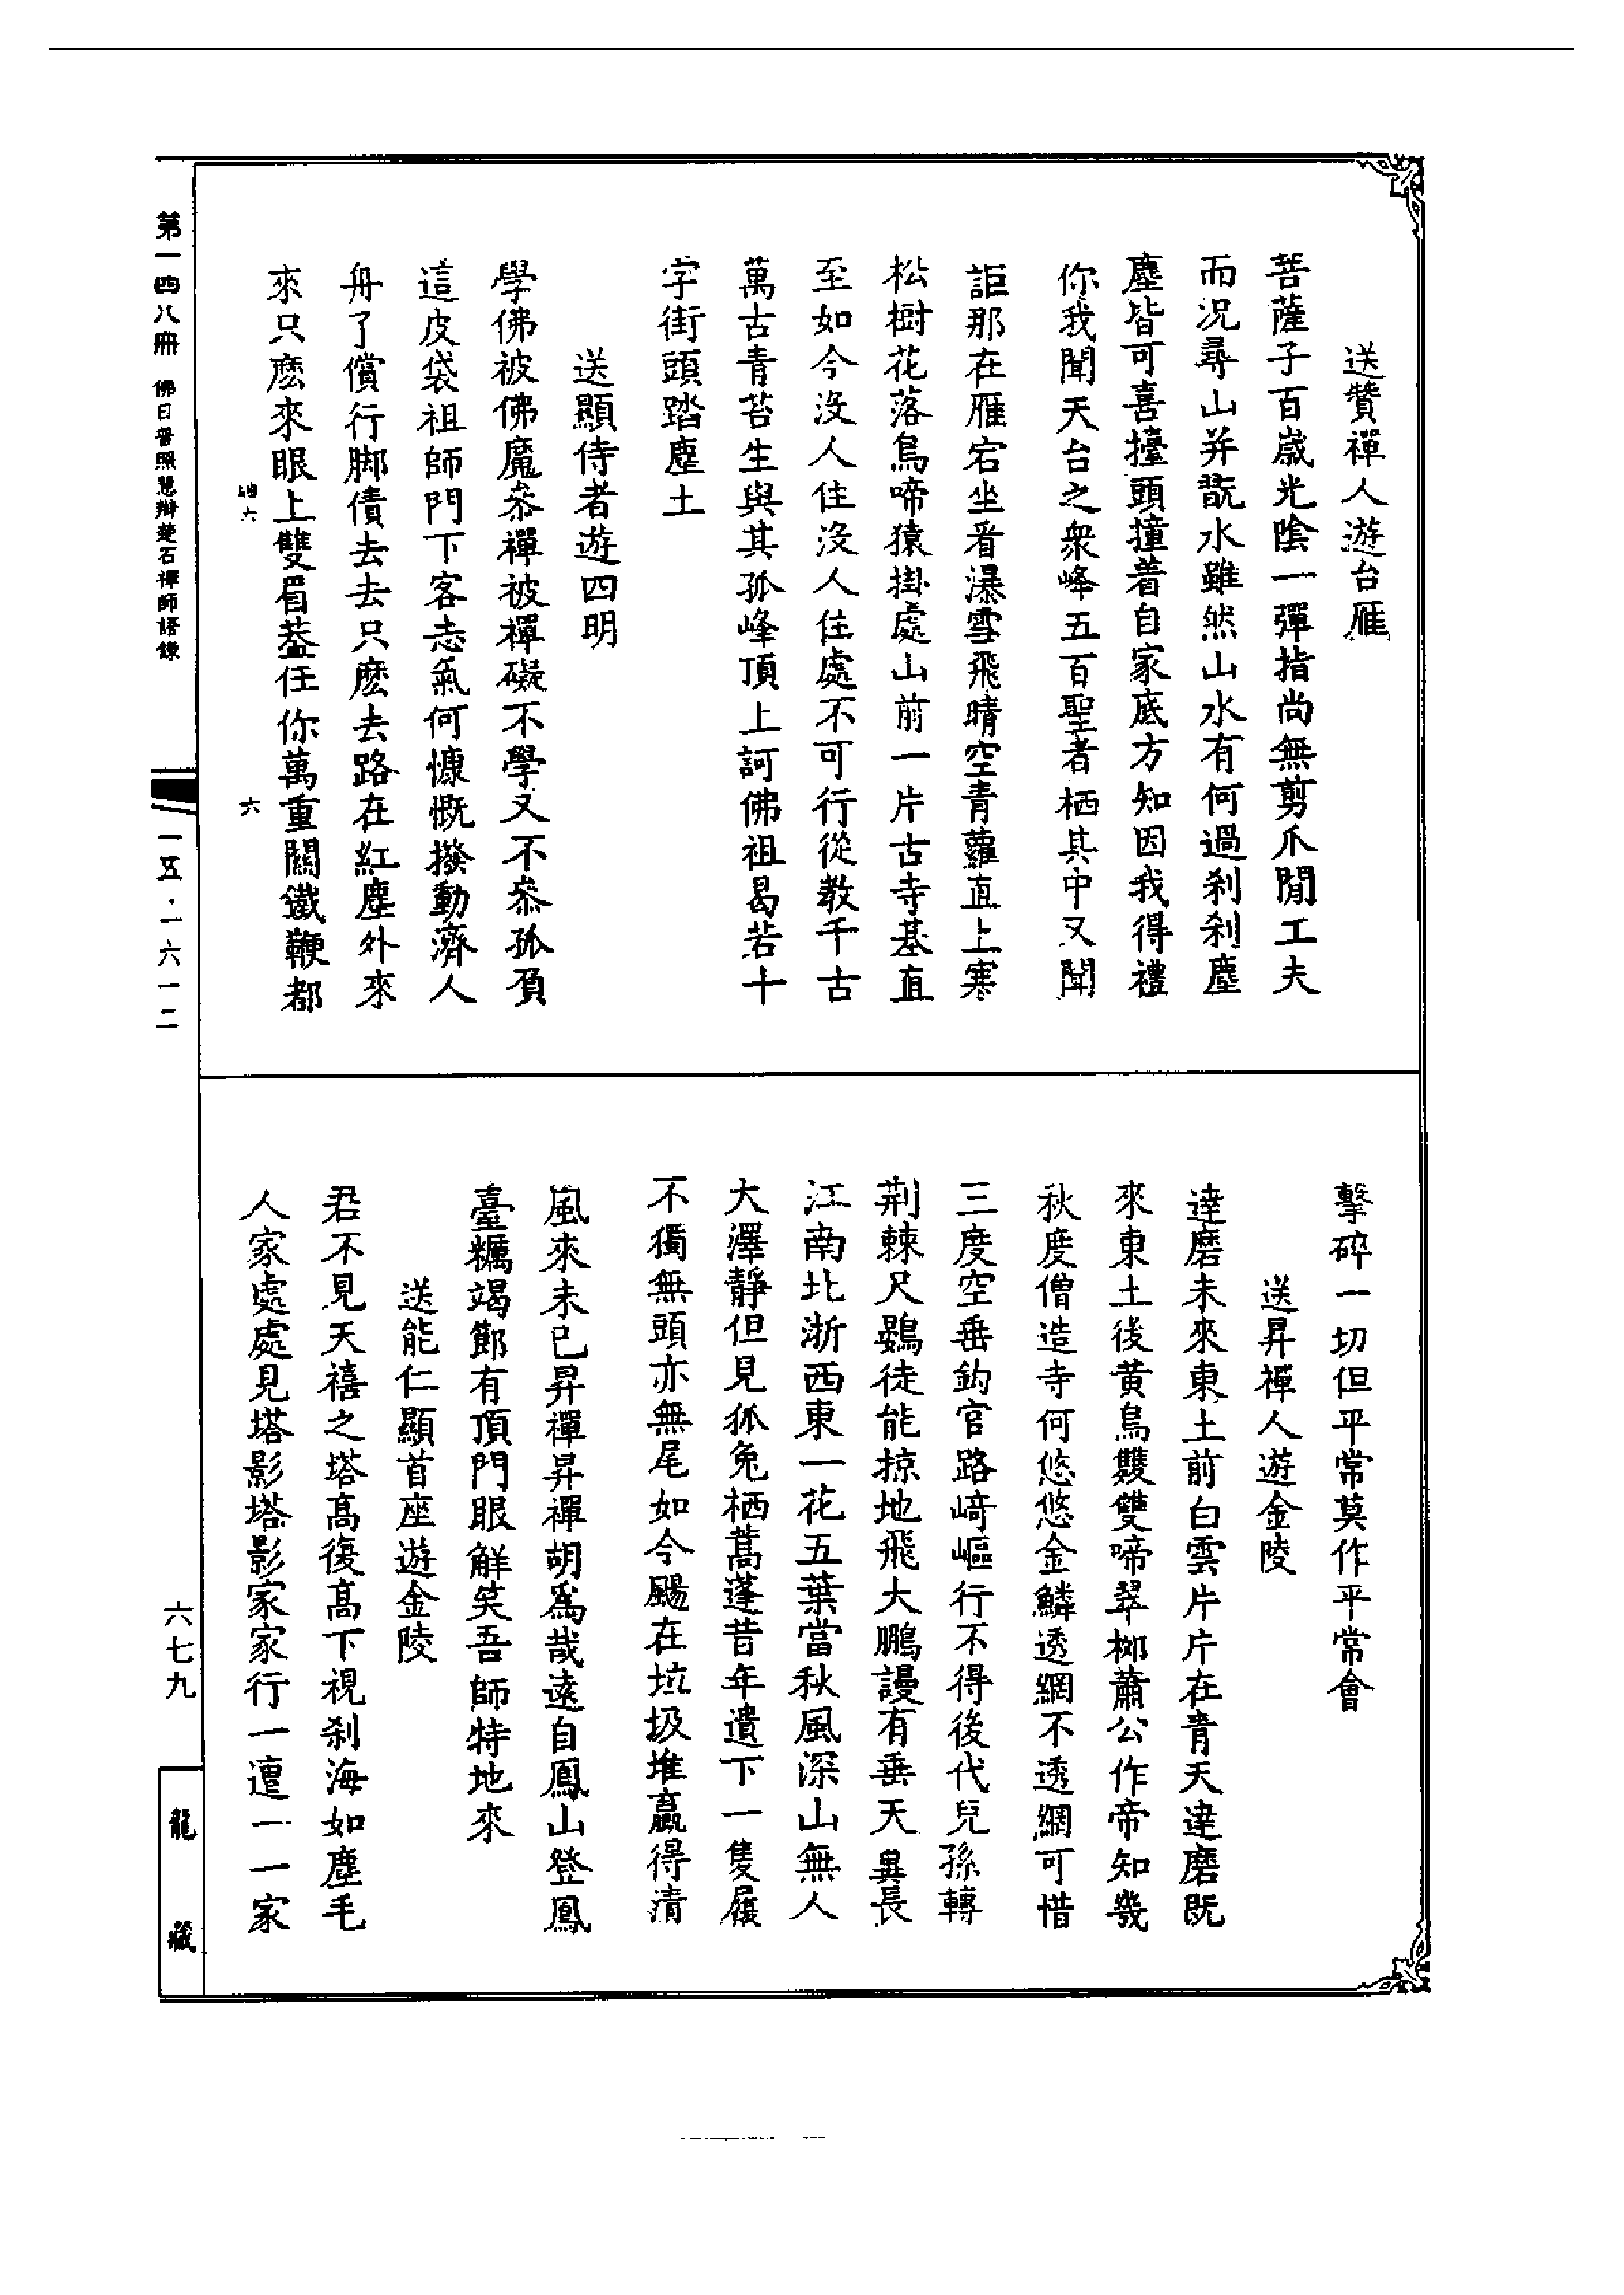 送贊禪人遊台雁
菩薩子百歲光陰一彈指尚無剪爪閒工夫
而況尋山并翫水雖然山水有何過刹刹塵
塵皆可喜擡頭撞着自家底方知因我得禮
你我聞天台之衆峰五百聖者栖其中又聞
詎那在雁宕坐看瀑雪飛晴空青蘿直上寒
松樹花落鳥啼猿掛處山前一片古寺基直
至如今沒人住沒人住處不可行從教千古
萬古青苔生與其孤峰頂上訶佛祖曷若十
字街頭踏塵土
送顯侍者遊四明
學佛被佛魔叅禪被禪礙不學又不叅孤負
這皮袋祖師門下客志氣何慷慨撥動濟人
舟了償行脚債去去只麽去路在紅塵外來
來只麽來眼上雙眉葢任你萬重關鐵鞭都
擊碎一切但平常莫作平常會
送昇禪人遊金陵
達磨未來東土前白雲片片在青天達磨既
來東土後黄鳥雙雙啼翠柳蕭公作帝知幾
秋度僧造寺何悠悠金鱗透網不透網可惜
三度空垂鈎官路崎嶇行不得後代兒孫轉
荆棘尺鷃徒能掠地飛大鵬謾有垂天翼長
江南北浙西東一花五葉當秋風深山無人
大澤靜但見狐兔栖蒿蓬昔年遺下一隻履
不獨無頭亦無尾如今颺在垃圾堆羸得清
風來未已昇禪昇禪胡爲哉遠自鳳山登鳳
臺糲竭鄮有頂門眼觧笑吾師特地來
送能仁顯首座遊金陵
君不見天禧之塔高復高下視刹海如塵毛
人家處處見塔影塔影家家行一遭一一家
第一四八冊 佛日普照慧辯楚石禪師語錄
六
六
一五·一六一二
六七九
龍藏